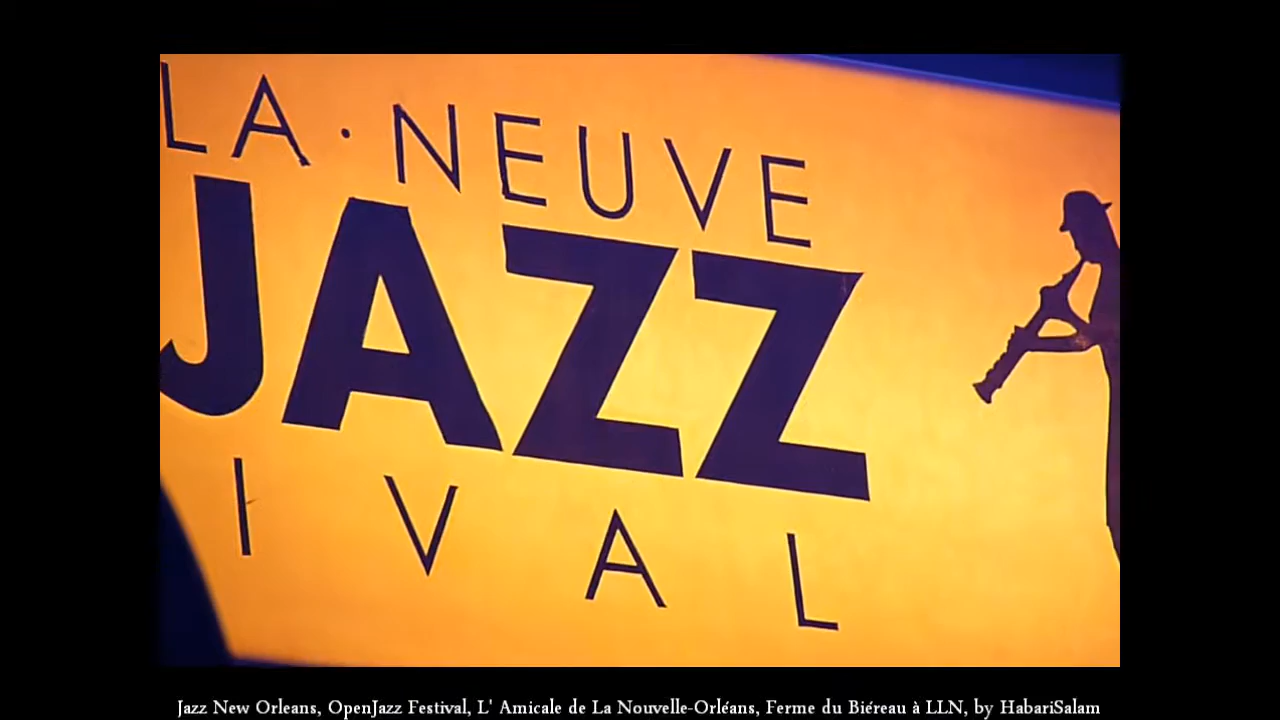 LA · NEUVE
JAZZ
IVAL
Jazz New Orleans, OpenJazz Festival, L' Amicale de La Nouvelle-Orléans, Ferme du Biéreau à LLN, by HabariSalam